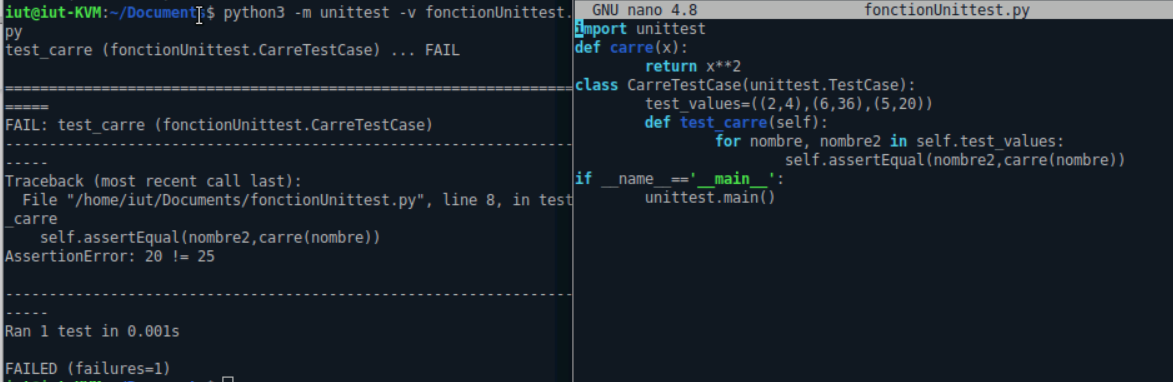 iut@iut-KVM:~/Documents$ python3 -m unittest -v fonctionUnittest.
py
test_carre (fonctionUnittest.CarreTestCase) ... FAIL
======================================================================
FAIL: test_carre (fonctionUnittest.CarreTestCase)
----------------------------------------------------------------------
Traceback (most recent call last):
  File "/home/iut/Documents/fonctionUnittest.py", line 8, in test
_carre
    self.assertEqual(nombre2,carre(nombre))
AssertionError: 20 != 25
----------------------------------------------------------------------
Ran 1 test in 0.001s
FAILED (failures=1)
GNU nano 4.8 fonctionUnittest.py
import unittest
def carre(x):
        return x**2
class CarreTestCase(unittest.TestCase):
        test_values=((2,4),(6,36),(5,20))
        def test_carre(self):
                for nombre, nombre2 in self.test_values:
                        self.assertEqual(nombre2,carre(nombre))
if __name__=='__main__':
        unittest.main()